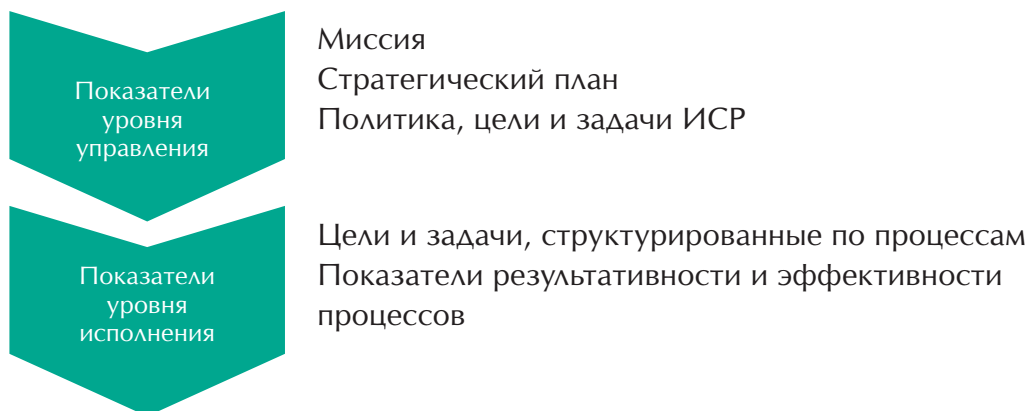 Показатели
уровня
управления
Миссия
Стратегический план
Политика, цели и задачи ИСР
Показатели
уровня
исполнения
Цели и задачи, структурированные по процессам
Показатели результативности и эффективности
процессов